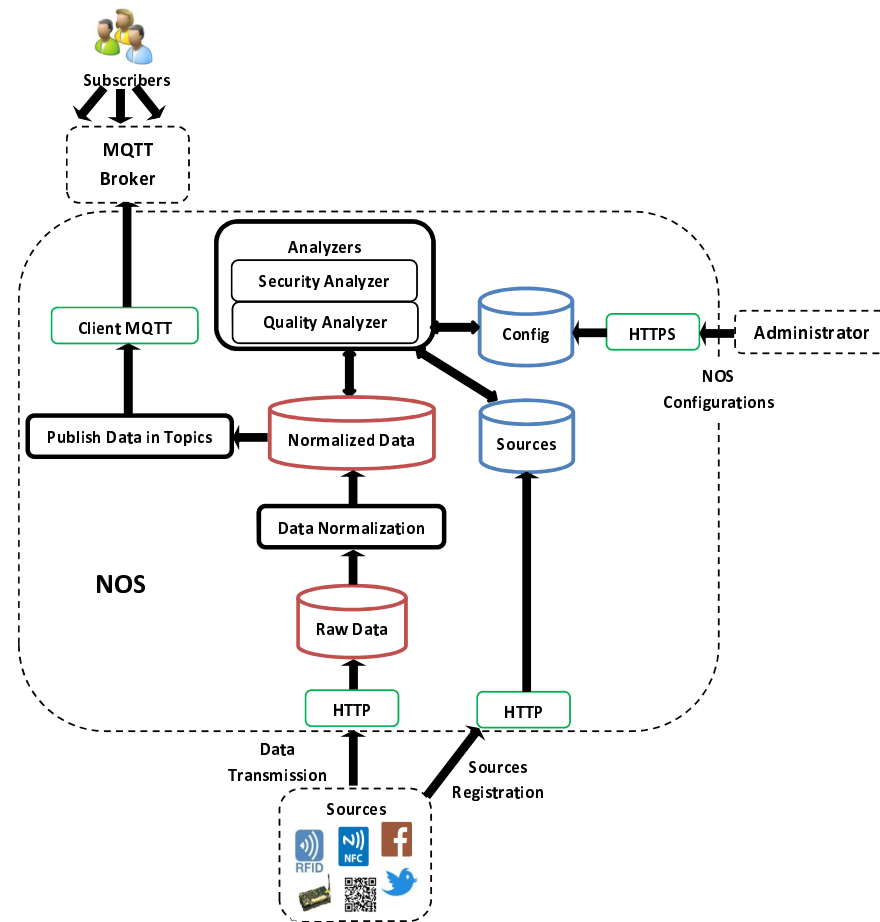 Subscribers
MQTT
Broker
Analyzers
Security Analyzer
Quality Analyzer
Client MQTT
Config
HTTPS
Administrator
NOS
Configurations
Publish Data in Topics
Normalized Data
Sources
Data Normalization
NOS
Raw Data
HTTP
HTTP
Data
Transmission
Sources
Registration
Sources
RFID
N
NFC
f